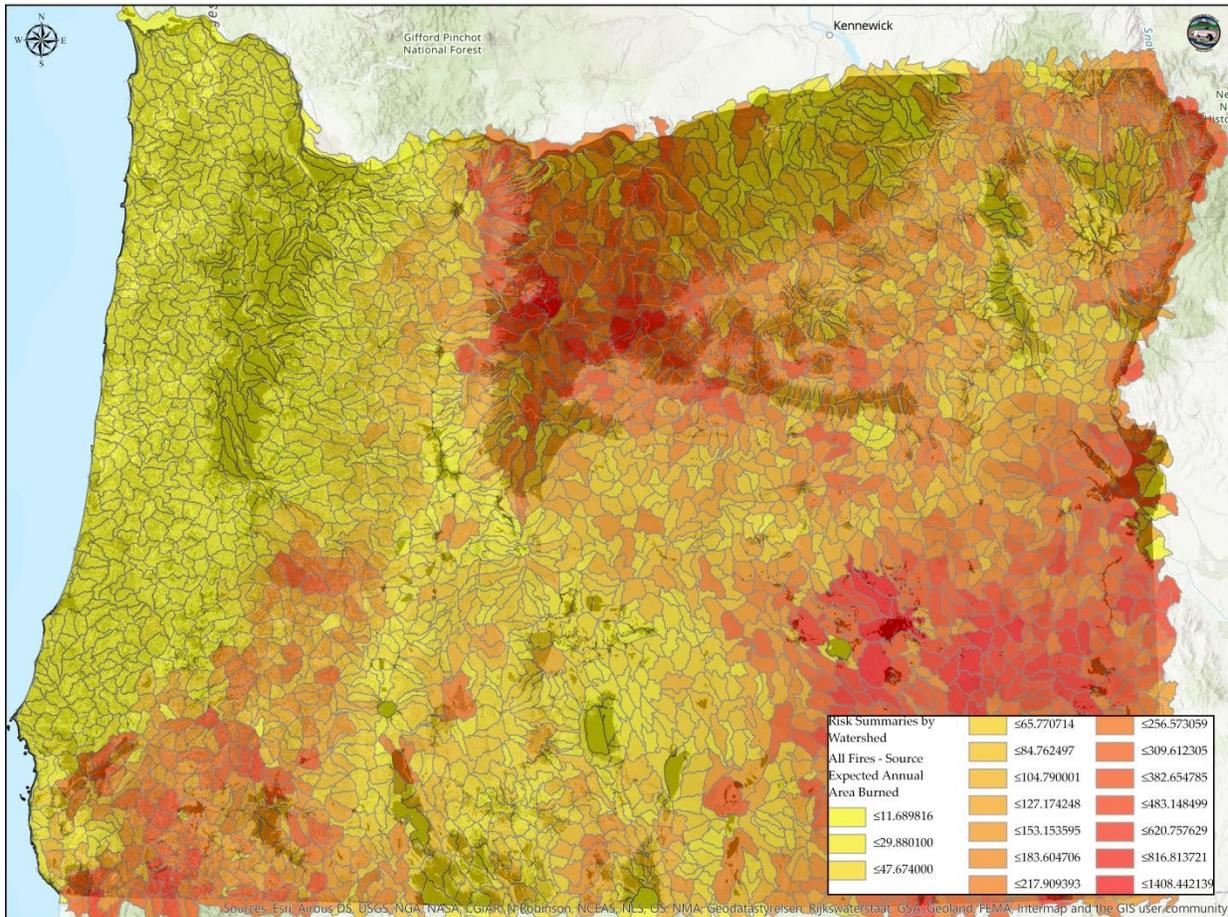 N
W E
S
Gifford Pinchot
National Forest
Kennewick
Risk Summaries by
Watershed
All Fires - Source
Expected Annual
Area Burned
≤11.689816
≤29.880100
≤47.674000
≤65.770714
≤84.762497
≤104.790001
≤127.174248
≤153.153595
≤183.604706
≤217.909393
≤256.573059
≤309.612305
≤382.654785
≤483.148499
≤620.757629
≤816.813721
≤1408.442139
Sources: Esri, Airbus DS, USGS, NGA, NASA, CGIAR, N Robinson, NCEAS, NLS, OS, NMA, Geodatastyrelsen, Rijkswaterstaat, GSA, Geoland, FEMA, Intermap and the GIS user community